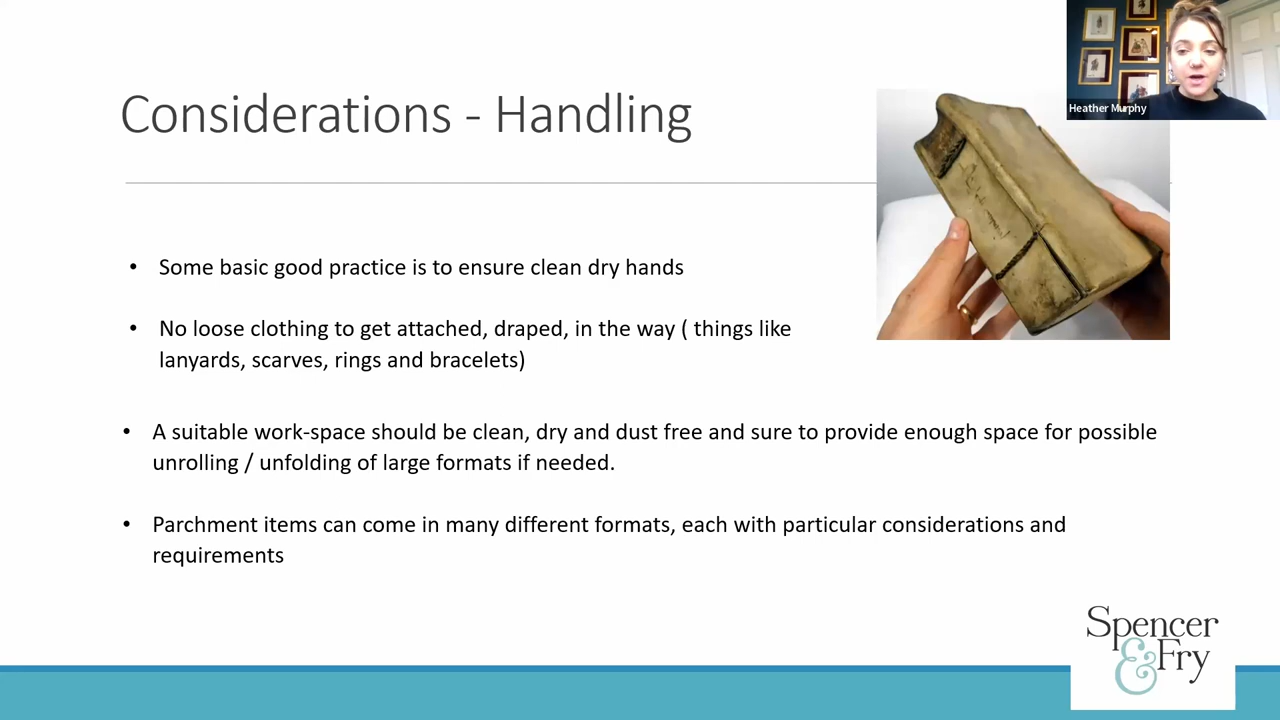 Heather Murphy
Considerations - Handling
• Some basic good practice is to ensure clean dry hands
• No loose clothing to get attached, draped, in the way ( things like
lanyards, scarves, rings and bracelets)
• A suitable work-space should be clean, dry and dust free and sure to provide enough space for possible
unrolling / unfolding of large formats if needed.
• Parchment items can come in many different formats, each with particular considerations and
requirements
Spencer
& Fry